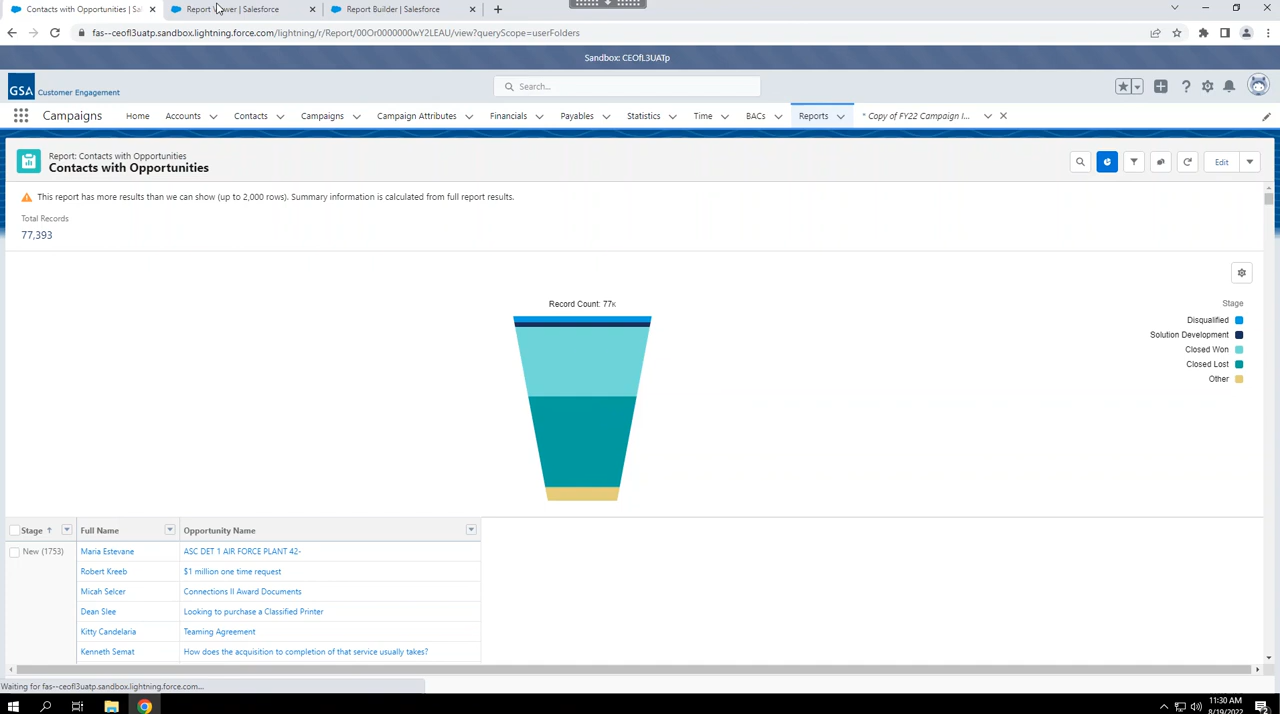 Contacts with Opportunities | Sal
Report Viewer | Salesforce
Report Builder | Salesforce
fas--ceofl3uatp.sandbox.lightning.force.com/lightning/r/Report/00Or0000000wY2LEAU/view?queryScope=userFolders
Sandbox: CEOfL3UATp
GSA
Customer Engagement
Search...
Campaigns
Home
Accounts
Contacts
Campaigns
Campaign Attributes
Financials
Payables
Statistics
Time
BACs
Reports
* Copy of FY22 Campaign I...
Report: Contacts with Opportunities
Contacts with Opportunities
Edit
This report has more results than we can show (up to 2,000 rows). Summary information is calculated from full report results.
Total Records
77,393
Record Count: 77K
Stage
Disqualified
Solution Development
Closed Won
Closed Lost
Other
Stage ↑
Full Name
Opportunity Name
New (1753)
Maria Estevane
ASC DET 1 AIR FORCE PLANT 42-
Robert Kreeb
$1 million one time request
Micah Selcer
Connections II Award Documents
Dean Slee
Looking to purchase a Classified Printer
Kitty Candelaria
Teaming Agreement
Kenneth Semat
How does the acquisition to completion of that service usually takes?
Waiting for fas--ceofl3uatp.sandbox.lightning.force.com...
11:30 AM
8/19/2022